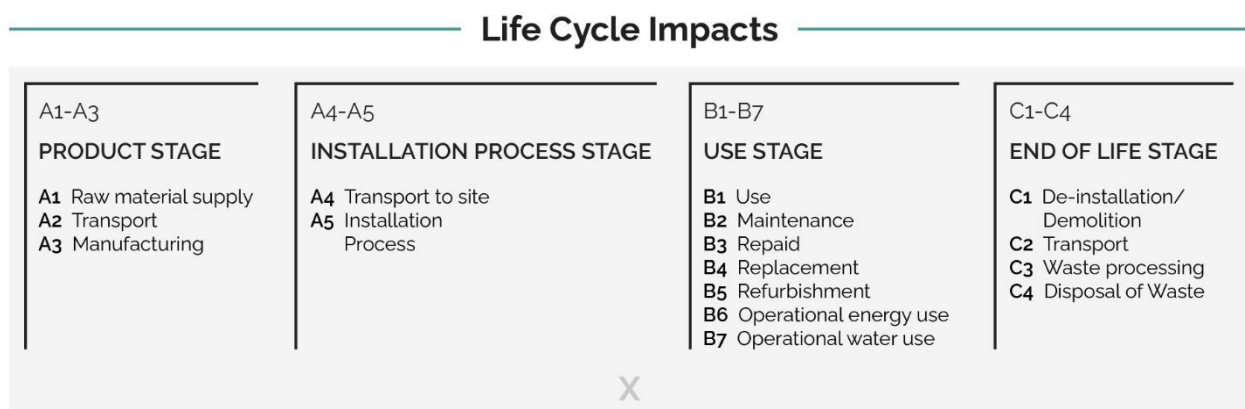 Life Cycle Impacts
A1-A3
PRODUCT STAGE
A1 Raw material supply
A2 Transport
A3 Manufacturing
A4-A5
INSTALLATION PROCESS STAGE
A4 Transport to site
A5 Installation
Process
B1-B7
USE STAGE
B1 Use
B2 Maintenance
B3 Repaid
B4 Replacement
B5 Refurbishment
B6 Operational energy use
B7 Operational water use
C1-C4
END OF LIFE STAGE
C1 De-installation/
Demolition
C2 Transport
C3 Waste processing
C4 Disposal of Waste
X